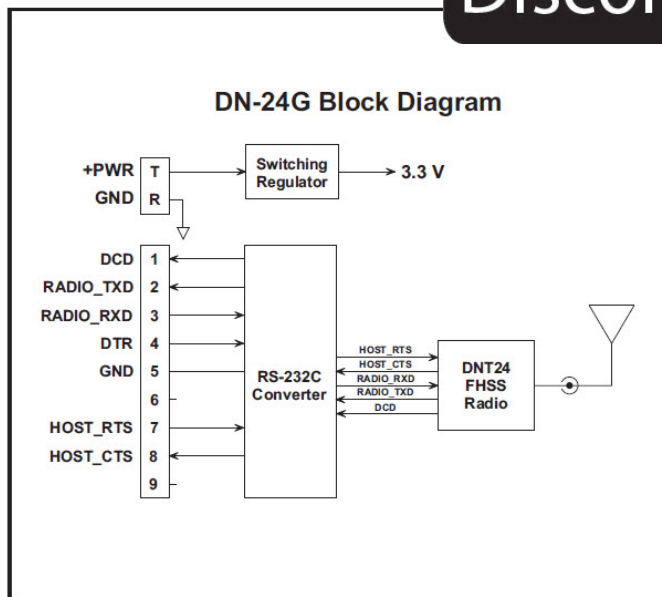 DN-24G Block Diagram
+PWR T
GND R
Switching
Regulator
3.3 V
DCD 1
RADIO_TXD 2
RADIO_RXD 3
DTR 4
GND 5
6
HOST_RTS 7
HOST_CTS 8
9
RS-232C
Converter
HOST_RTS
HOST_CTS
RADIO_RXD
RADIO_TXD
DCD
DNT24
FHSS
Radio